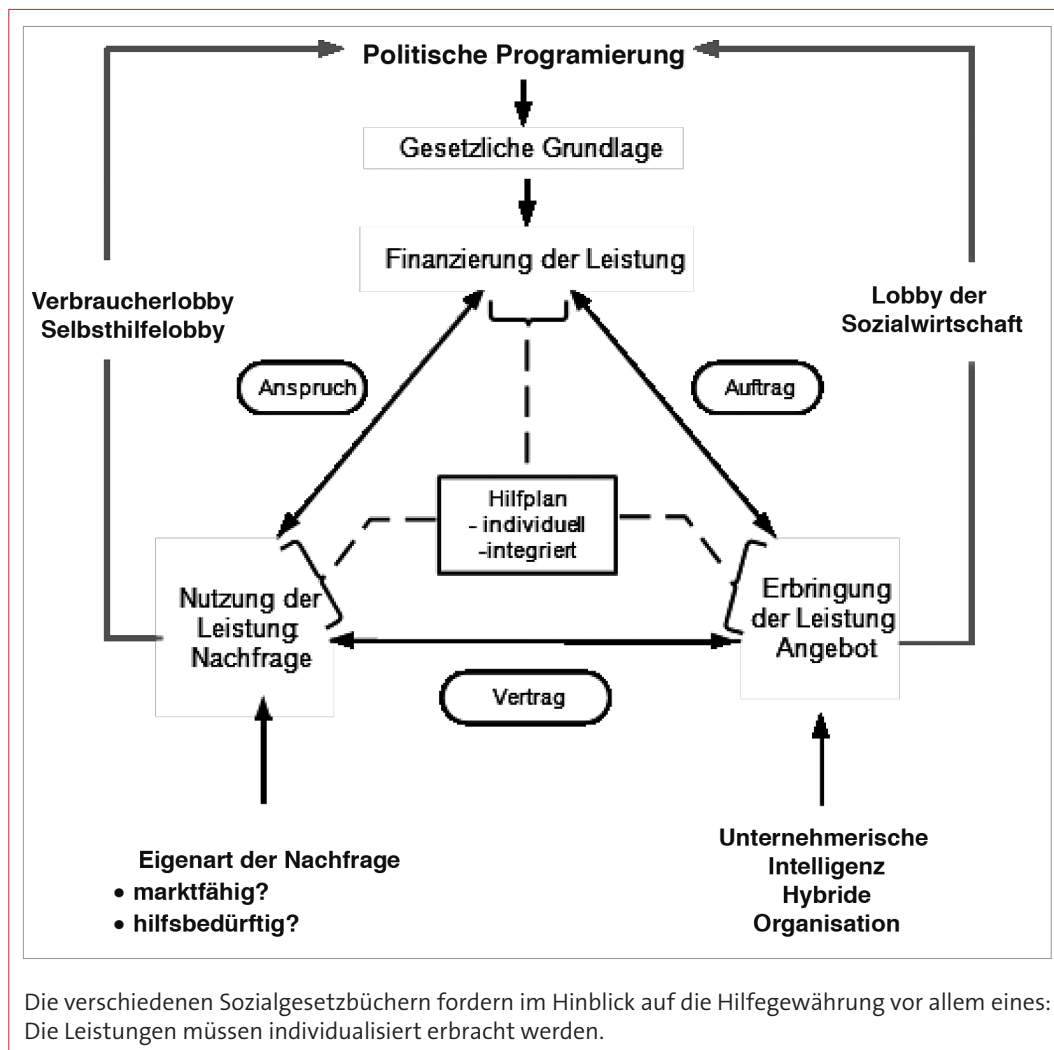 Politische Programierung
Gesetzliche Grundlage
Finanzierung der Leistung
Verbraucherlobby
Selbsthilfelobby
Lobby der
Sozialwirtschaft
Anspruch
Auftrag
Hilfplan
- individuell
-integriert
Nutzung der
Leistung
Nachfrage
Erbringung
der Leistung
Angebot
Vertrag
Eigenart der Nachfrage
• marktfähig?
• hilfsbedürftig?
Unternehmerische
Intelligenz
Hybride
Organisation
Die verschiedenen Sozialgesetzbüchern fordern im Hinblick auf die Hilfegewährung vor allem eines:
Die Leistungen müssen individualisiert erbracht werden.